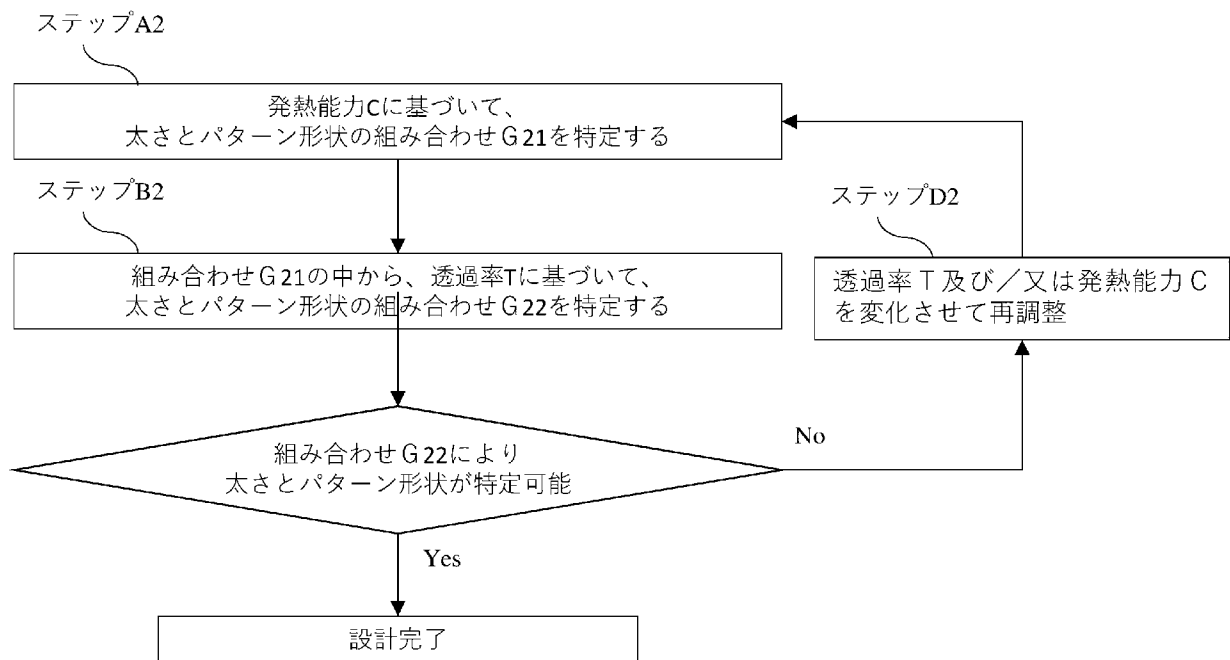 ステップA2
発熱能力Cに基づいて、
太さとパターン形状の組み合わせG21を特定する
ステップB2
組み合わせG21の中から、透過率Tに基づいて、
太さとパターン形状の組み合わせG22を特定する
ステップD2
透過率T及び/又は発熱能力C
を変化させて再調整
組み合わせG22により
太さとパターン形状が特定可能
No
Yes
設計完了